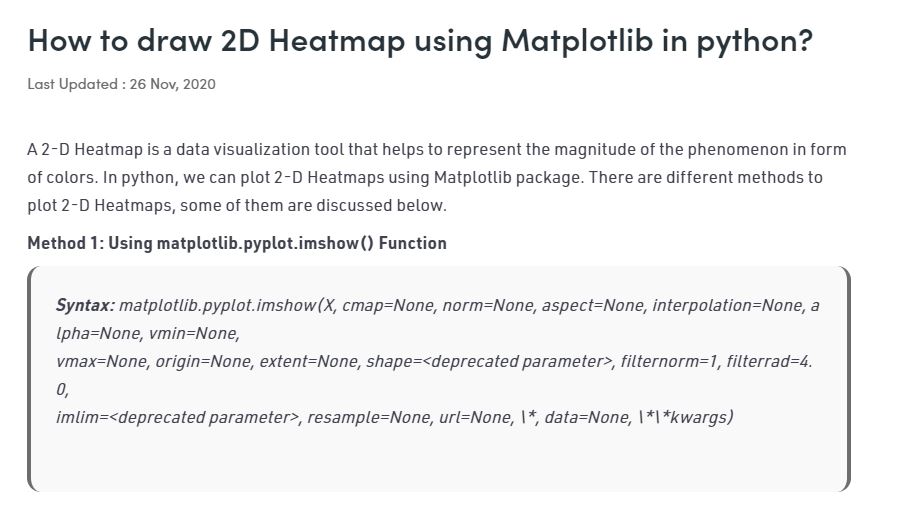 How to draw 2D Heatmap using Matplotlib in python?
Last Updated : 26 Nov, 2020
A 2-D Heatmap is a data visualization tool that helps to represent the magnitude of the phenomenon in form
of colors. In python, we can plot 2-D Heatmaps using Matplotlib package. There are different methods to
plot 2-D Heatmaps, some of them are discussed below.
Method 1: Using matplotlib.pyplot.imshow() Function
Syntax: matplotlib.pyplot.imshow(X, cmap=None, norm=None, aspect=None, interpolation=None, a
lpha=None, vmin=None,
vmax=None, origin=None, extent=None, shape=<deprecated parameter>, filternorm=1, filterrad=4.
0,
imlim=<deprecated parameter>, resample=None, url=None, \*, data=None, \*\*kwargs)